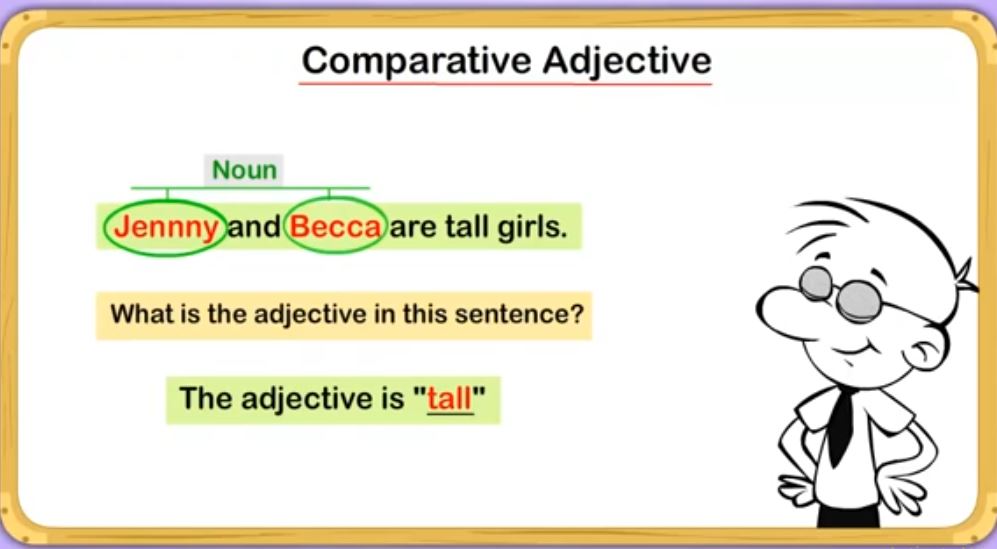 Comparative Adjective
Noun
Jennny and Becca are tall girls.
What is the adjective in this sentence?
The adjective is "tall"